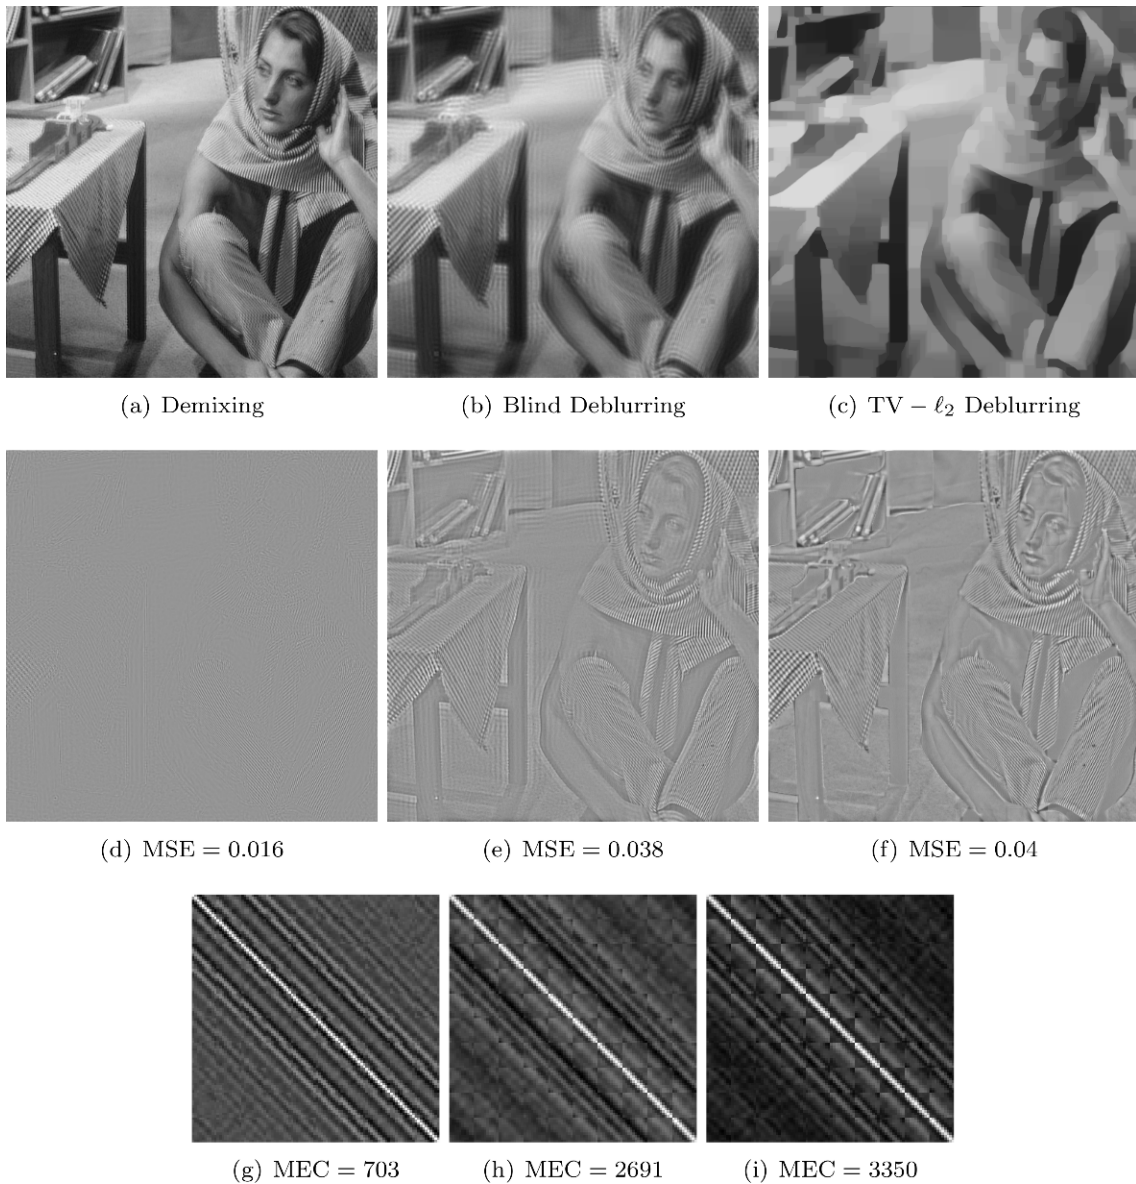 (a) Demixing
(b) Blind Deblurring
(c) TV − ℓ₂ Deblurring
(d) MSE = 0.016
(e) MSE = 0.038
(f) MSE = 0.04
(g) MEC = 703
(h) MEC = 2691
(i) MEC = 3350